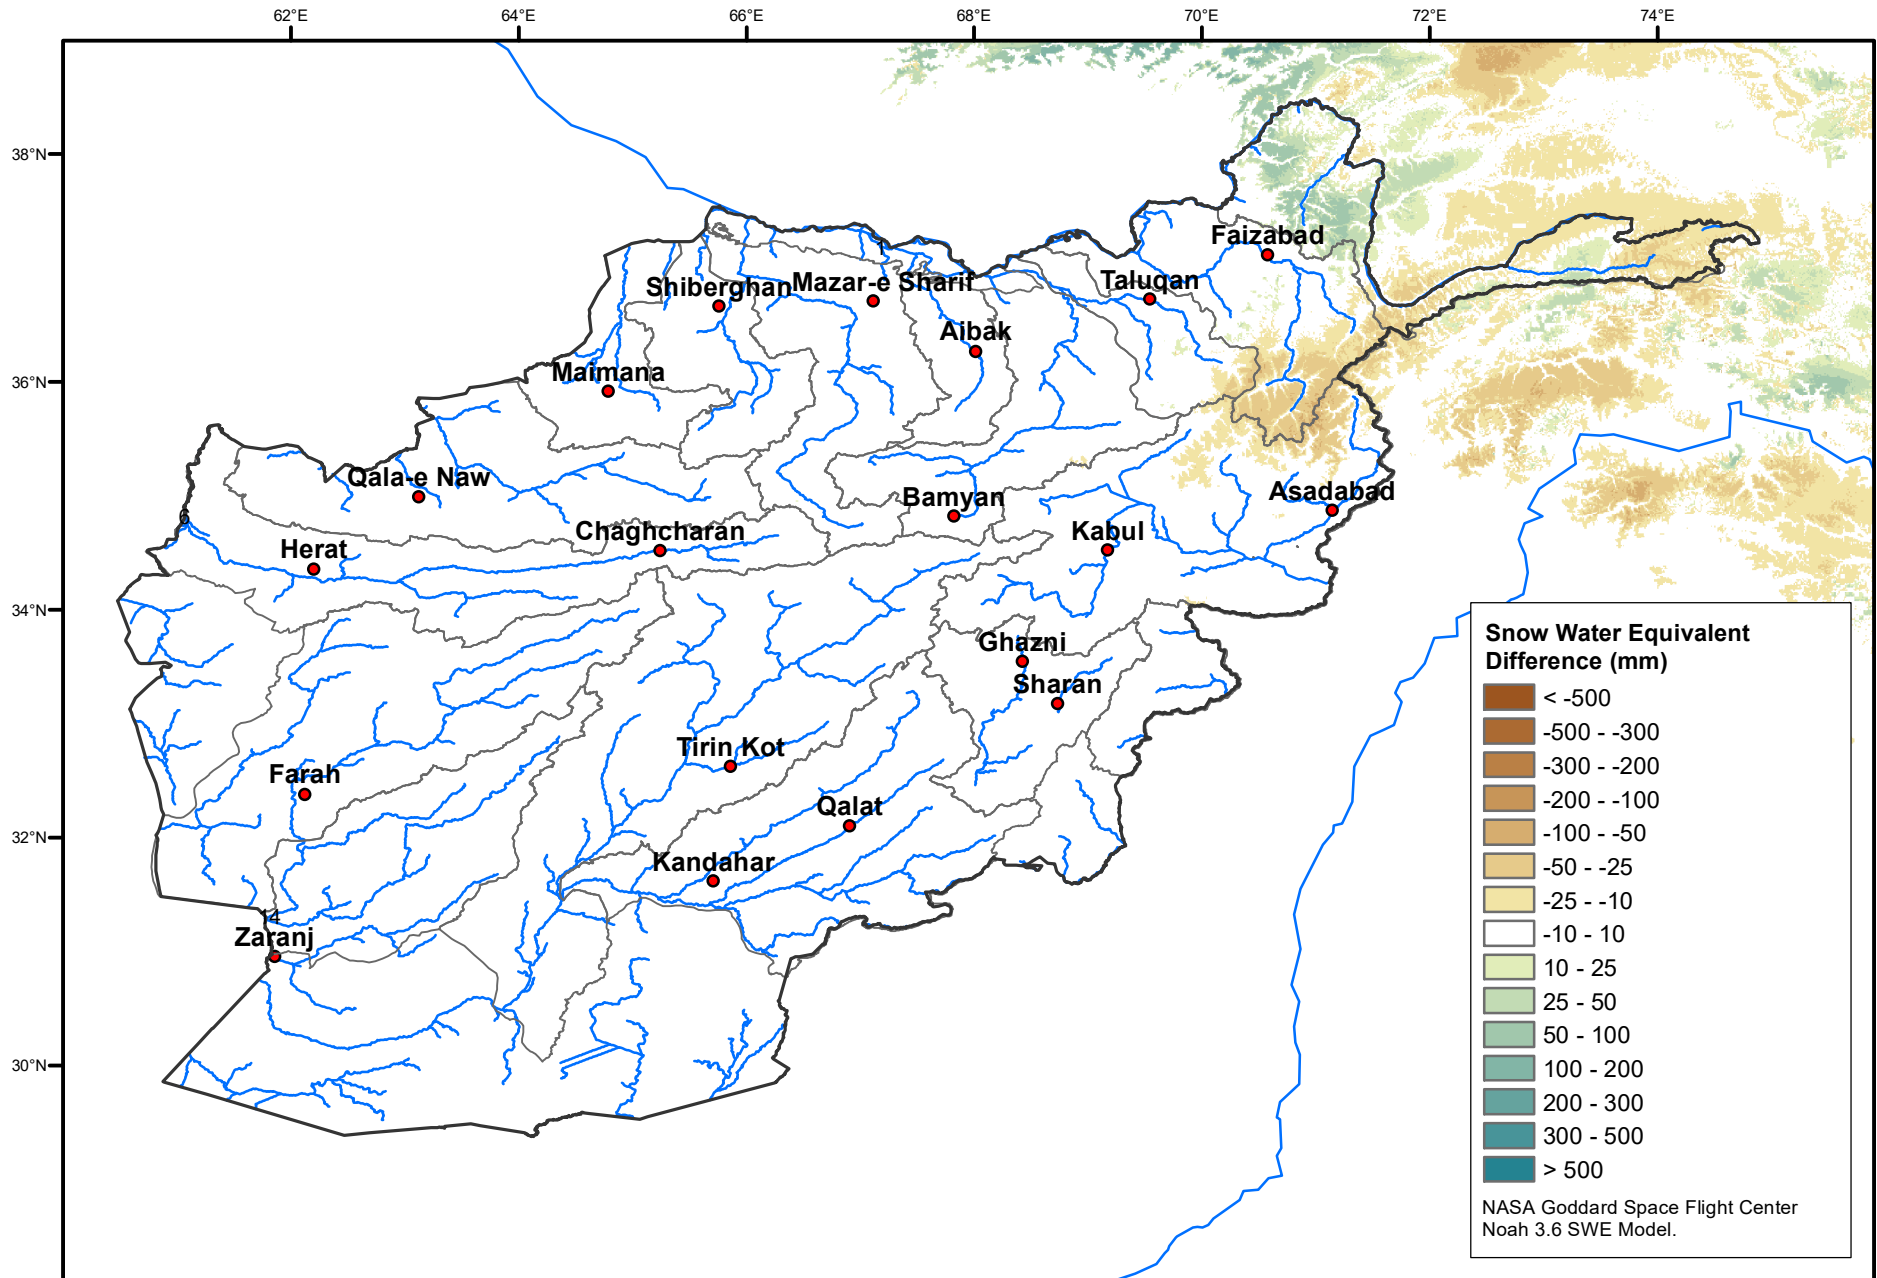 62°E 64°E 66°E 68°E 70°E 72°E 74°E
38°N
36°N
34°N
32°N
30°N
Faizabad
Shiberghan
Mazar-e Sharif
Taluqan
Aibak
Maimana
Qala-e Naw
Bamyan
Asadabad
6
Chaghcharan
Kabul
Herat
Ghazni
Sharan
Tirin Kot
Farah
Qalat
Kandahar
14
Zaranj
Snow Water Equivalent
Difference (mm)
< -500
-500 - -300
-300 - -200
-200 - -100
-100 - -50
-50 - -25
-25 - -10
-10 - 10
10 - 25
25 - 50
50 - 100
100 - 200
200 - 300
300 - 500
> 500
NASA Goddard Space Flight Center
Noah 3.6 SWE Model.